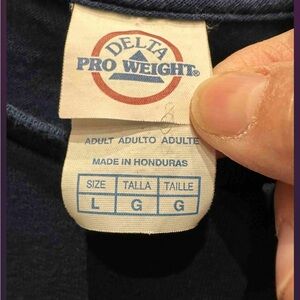 DELTA
PRO WEIGHT®
ADULT ADULTO ADULTE
MADE IN HONDURAS
SIZE TALLA TAILLE
L G G